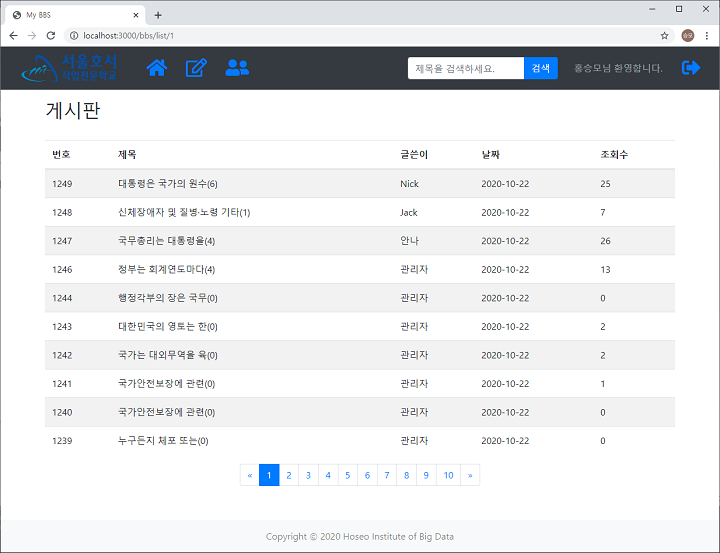 My BBS
localhost:3000/bbs/list/1
승모
서울호서
직업전문학교
제목을 검색하세요. 검색 홍승모님 환영합니다.
게시판
번호 제목 글쓴이 날짜 조회수
1249 대통령은 국가의 원수(6) Nick 2020-10-22 25
1248 신체장애자 및 질병·노령 기타(1) Jack 2020-10-22 7
1247 국무총리는 대통령을(4) 안나 2020-10-22 26
1246 정부는 회계연도마다(4) 관리자 2020-10-22 13
1244 행정각부의 장은 국무(0) 관리자 2020-10-22 0
1243 대한민국의 영토는 한(0) 관리자 2020-10-22 2
1242 국가는 대외무역을 육(0) 관리자 2020-10-22 2
1241 국가안전보장에 관련(0) 관리자 2020-10-22 1
1240 국가안전보장에 관련(0) 관리자 2020-10-22 0
1239 누구든지 체포 또는(0) 관리자 2020-10-22 0
« 1 2 3 4 5 6 7 8 9 10 »
Copyright © 2020 Hoseo Institute of Big Data